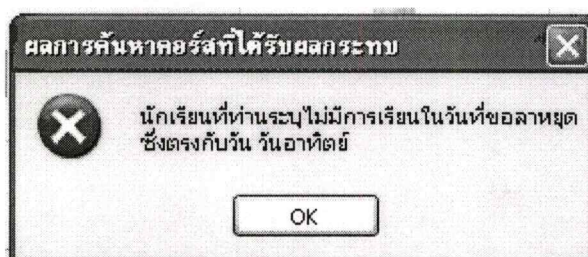 ผลการค้นหาคอร์สที่ได้รับผลกระทบ
นักเรียนที่ท่านระบุไม่มีการเรียนในวันที่ขอลาหยุด
ซึ่งตรงกับวัน วันอาทิตย์
OK